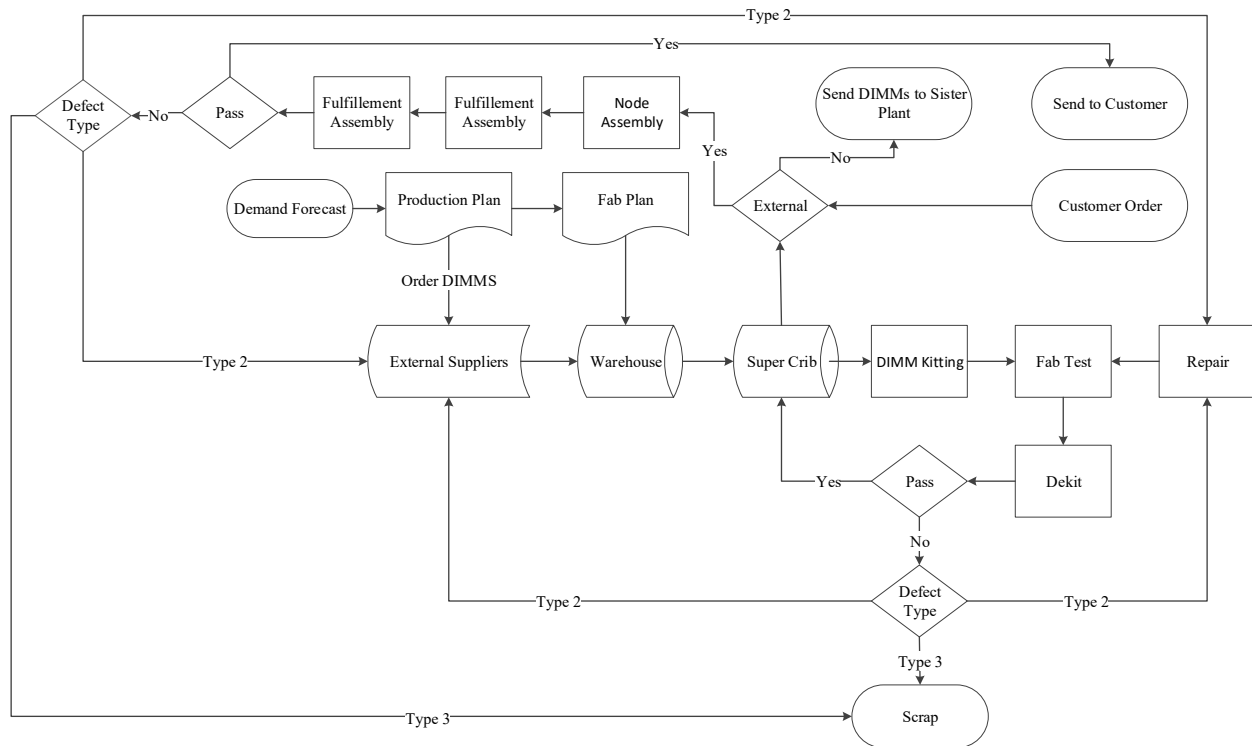 Type 2
Yes
Defect
Type
No
Pass
Fulfillement
Assembly
Fulfillement
Assembly
Node
Assembly
Send DIMMs to Sister
Plant
Send to Customer
Yes
No
Demand Forecast
Production Plan
Fab Plan
External
Customer Order
Order DIMMS
Type 2
External Suppliers
Warehouse
Super Crib
DIMM Kitting
Fab Test
Repair
Yes
Pass
Dekit
No
Type 2
Defect
Type
Type 2
Type 3
Type 3
Scrap